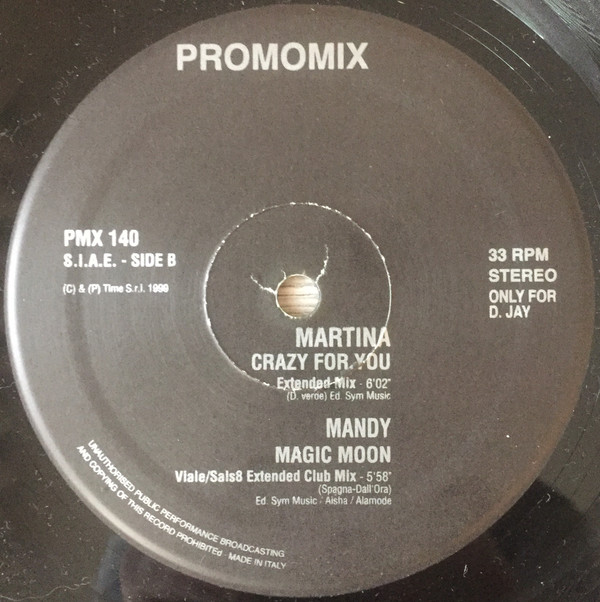 PROMOMIX
PMX 140
S.I.A.E. - SIDE B
(C) & (P) Time S.r.l. 1999
33 RPM
STEREO
ONLY FOR
D. JAY
MARTINA
CRAZY FOR YOU
Extended Mix - 6'02"
(D. verde) Ed. Sym Music
MANDY
MAGIC MOON
Viale/Sals8 Extended Club Mix - 5'58"
(Spagna-Dall'Ora)
Ed. Sym Music / Aisha / Alamode
UNAUTHORISED PUBLIC PERFORMANCE BROADCASTING
AND COPYING OF THIS RECORD PROHIBITEd - MADE IN ITALY